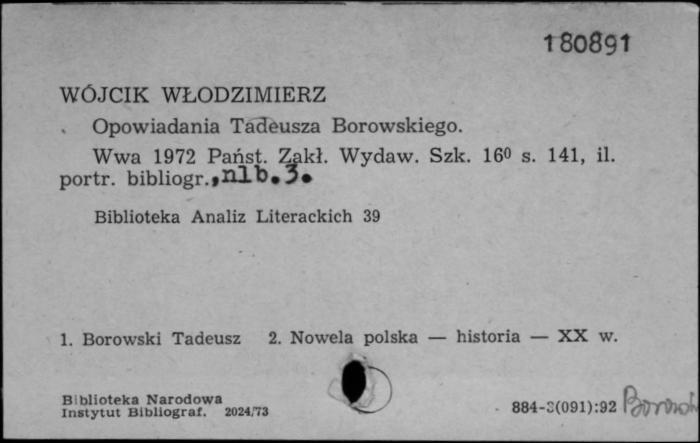 180891
WÓJCIK WŁODZIMIERZ
Opowiadania Tadeusza Borowskiego.
Wwa 1972 Państ. Zakł. Wydaw. Szk. 16⁰ s. 141, il.
portr. bibliogr.,nlb.3.
Biblioteka Analiz Literackich 39
1. Borowski Tadeusz 2. Nowela polska — historia — XX w.
Biblioteka Narodowa
Instytut Bibliograf. 2024/73
884-3(091):92